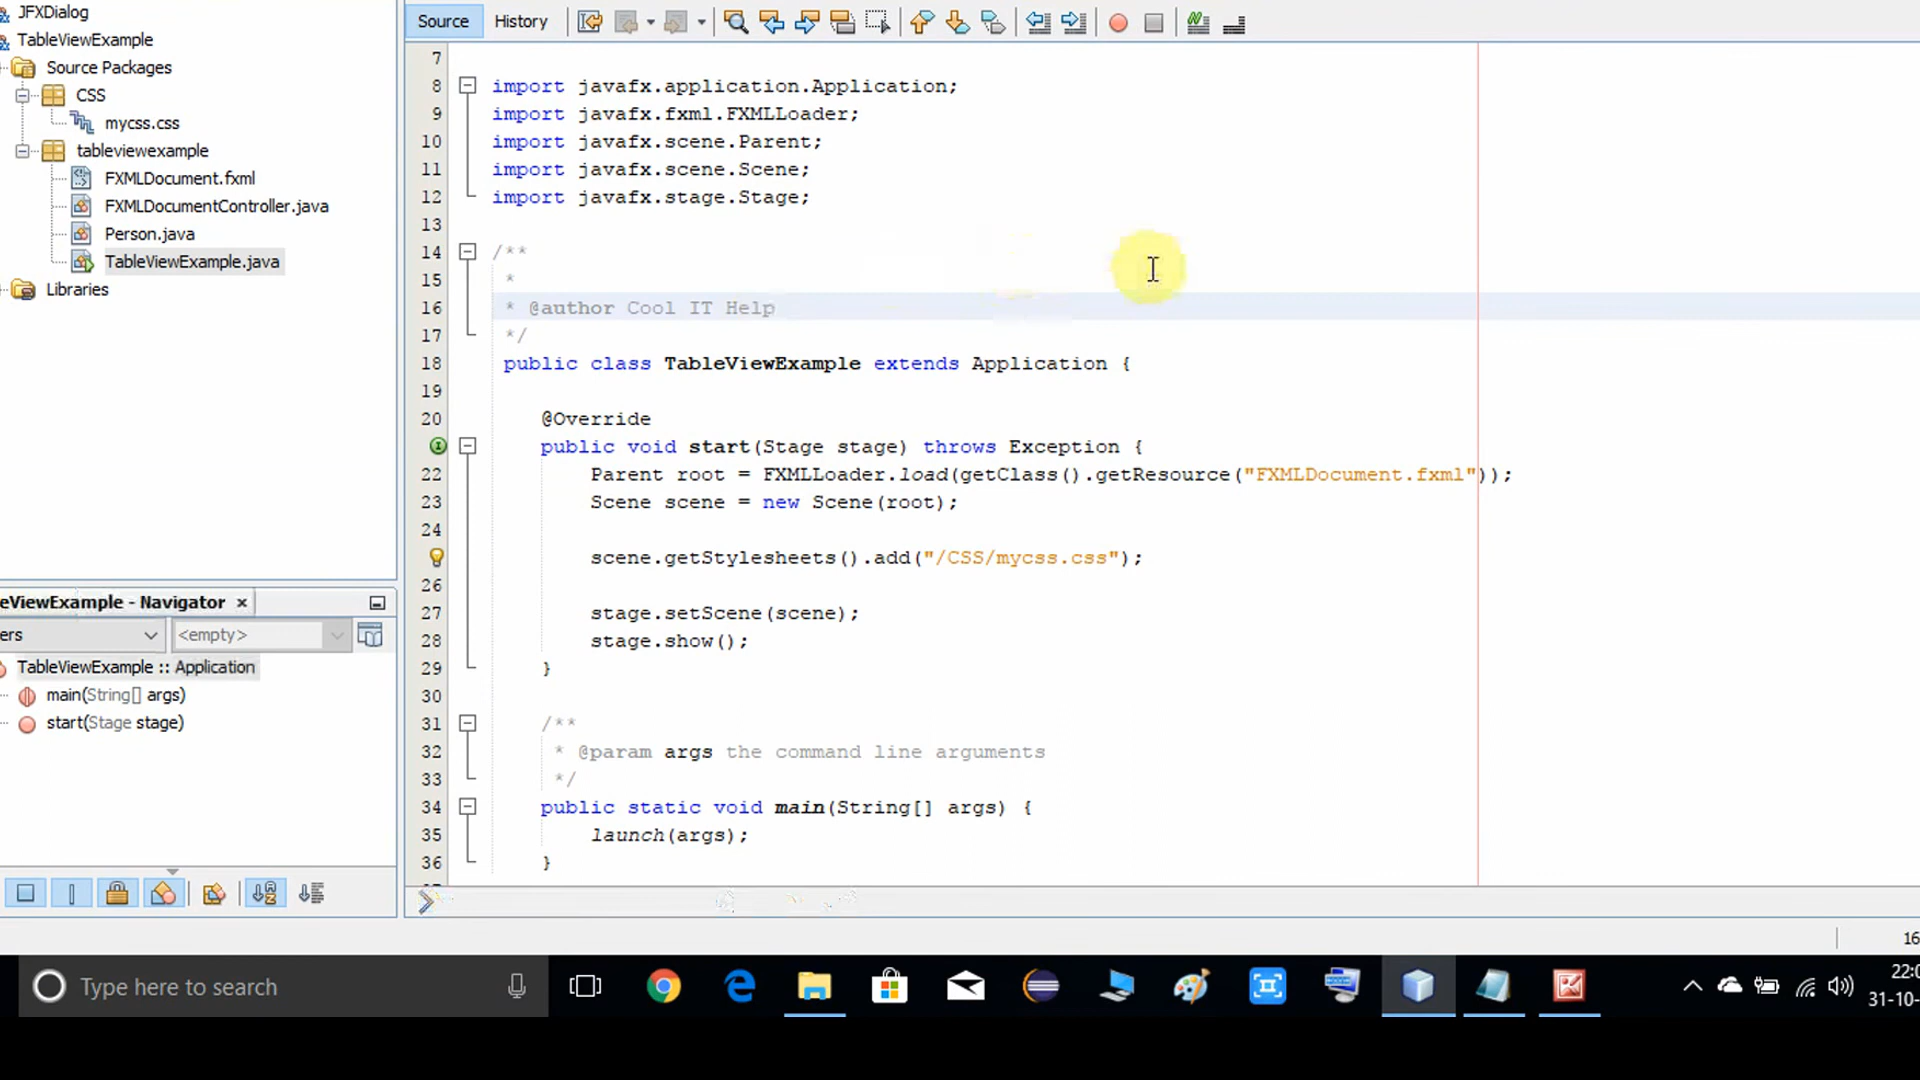 JFXDialog
TableViewExample
Source Packages
CSS
mycss.css
tableviewexample
FXMLDocument.fxml
FXMLDocumentController.java
Person.java
TableViewExample.java
Libraries
eViewExample - Navigator
ers
<empty>
TableViewExample :: Application
main(String[] args)
start(Stage stage)
Source History
7
8 import javafx.application.Application;
9 import javafx.fxml.FXMLLoader;
10 import javafx.scene.Parent;
11 import javafx.scene.Scene;
12 import javafx.stage.Stage;
13
14 /**
15 *
16 * @author Cool IT Help
17 */
18 public class TableViewExample extends Application {
19
20 @Override
public void start(Stage stage) throws Exception {
22 Parent root = FXMLLoader.load(getClass().getResource("FXMLDocument.fxml"));
23 Scene scene = new Scene(root);
24
scene.getStylesheets().add("/CSS/mycss.css");
26
27 stage.setScene(scene);
28 stage.show();
29 }
30
31 /**
32 * @param args the command line arguments
33 */
34 public static void main(String[] args) {
35 launch(args);
36 }
16
Type here to search
22:0
31-10-